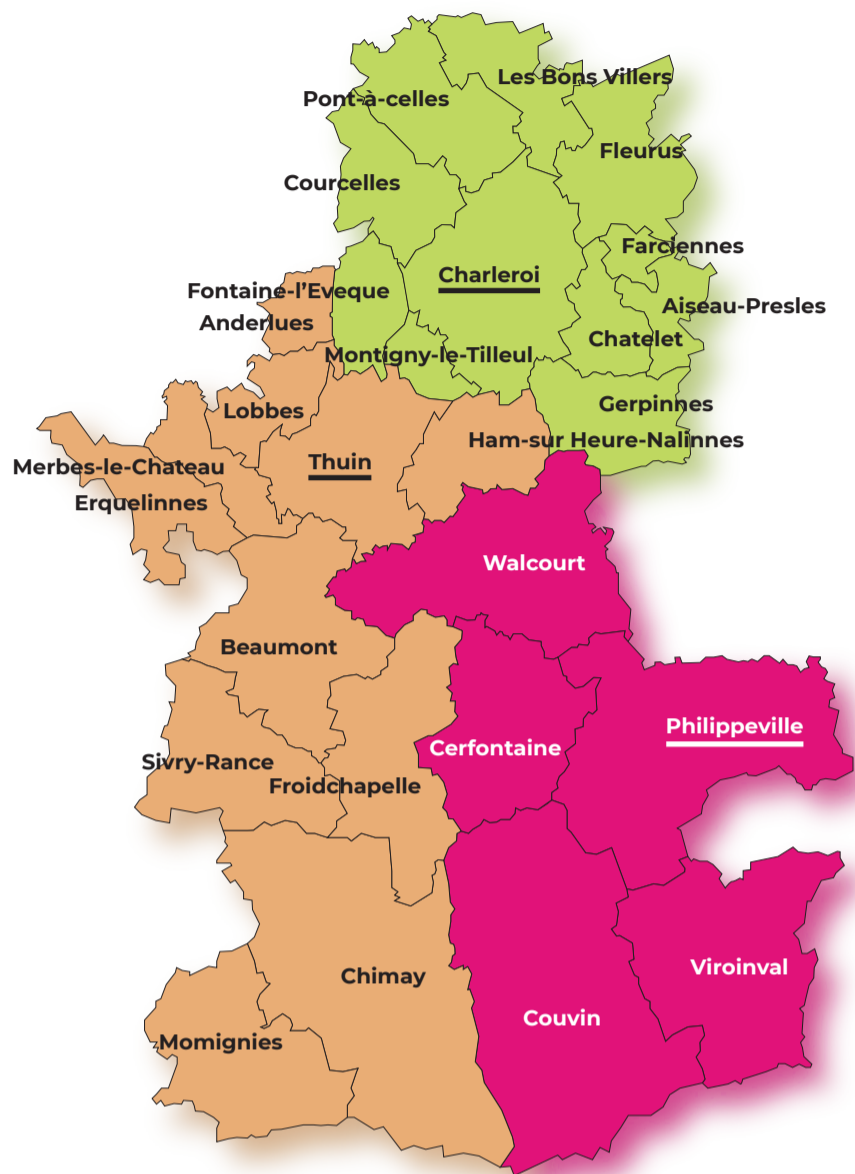 Les Bons Villers
Pont-à-celles
Fleurus
Courcelles
Farciennes
Charleroi
Fontaine-l'Eveque
Aiseau-Presles
Anderlues
Chatelet
Montigny-le-Tilleul
Gerpinnes
Lobbes
Ham-sur Heure-Nalinnes
Thuin
Merbes-le-Chateau
Erquelinnes
Walcourt
Beaumont
Philippeville
Cerfontaine
Sivry-Rance
Froidchapelle
Viroinval
Chimay
Couvin
Momignies